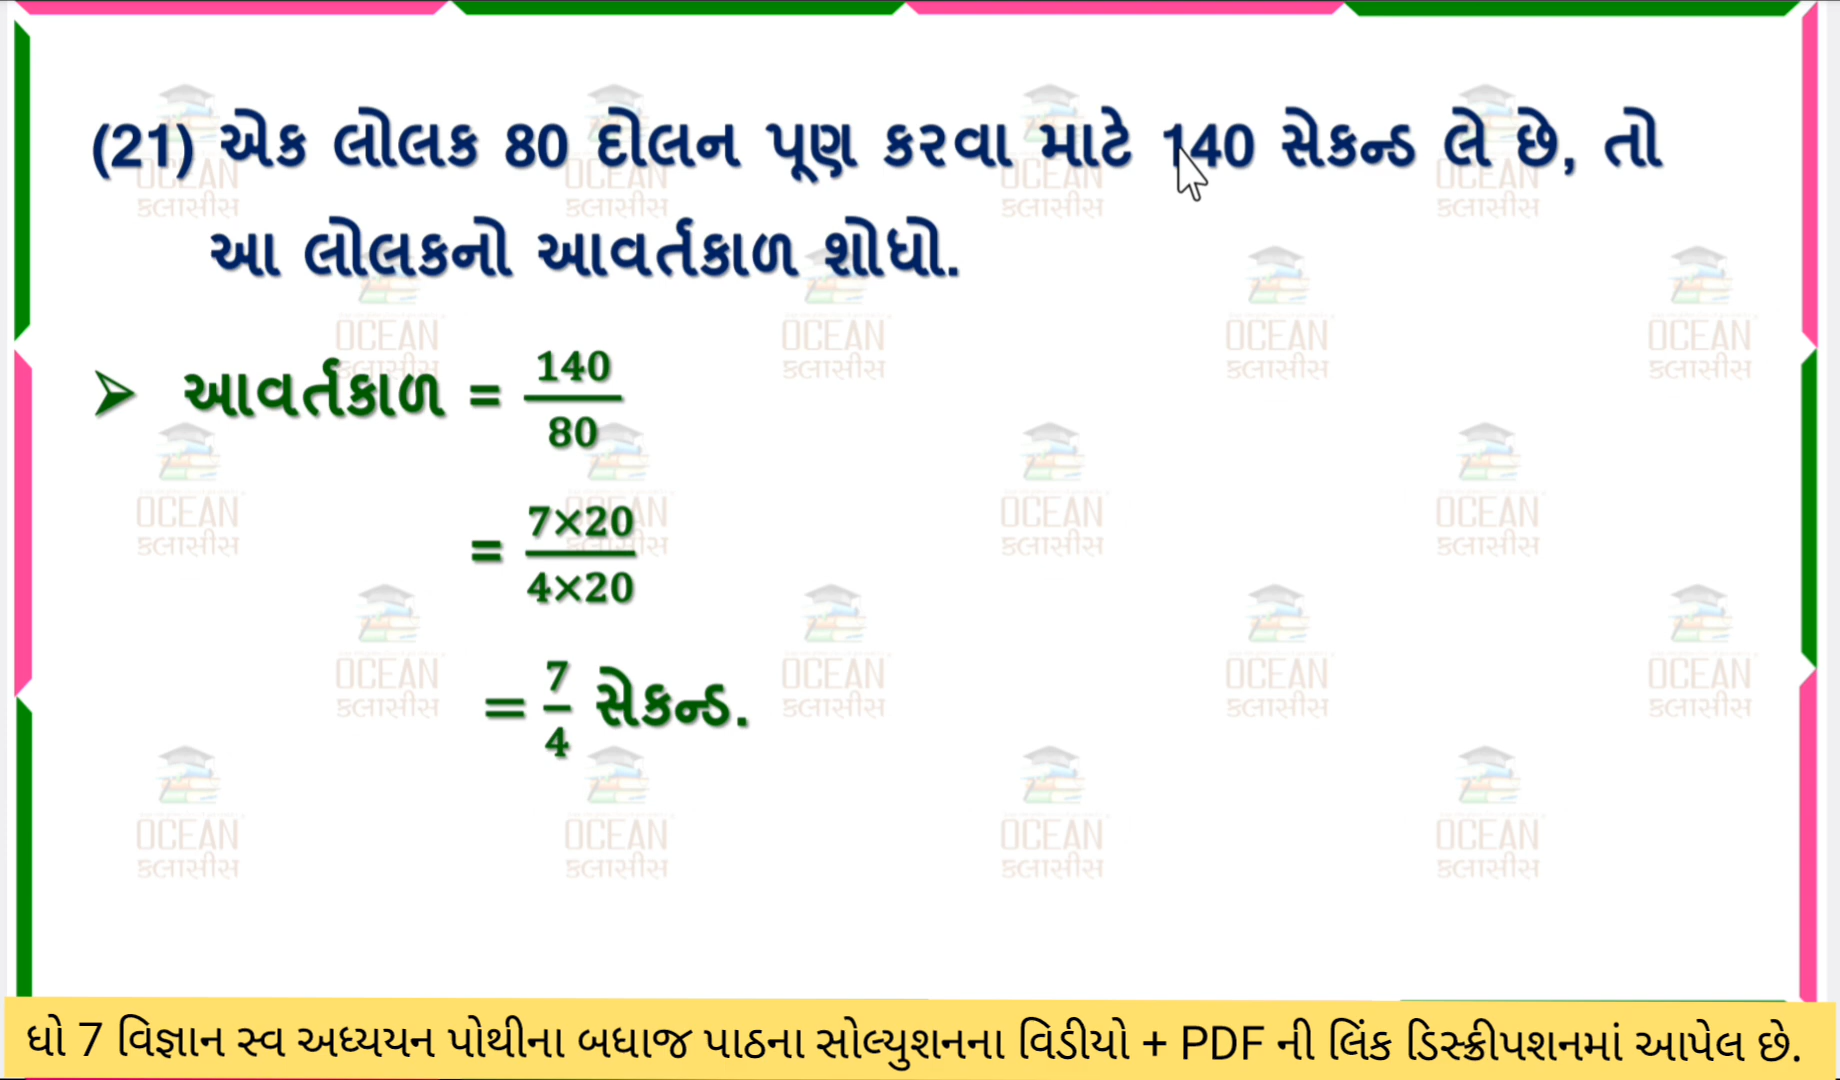 (21) એક લોલક 80 દોલન પૂણ કરવા માટે 140 સેકન્ડ લે છે, તો
આ લોલકનો આવર્તકાળ શોધો.
➢ આવર્તકાળ = 140/80
= 7×20/4×20
= 7/4 સેકન્ડ.
OCEAN
ક્લાસીસ
ધો 7 વિજ્ઞાન સ્વ અધ્યયન પોથીના બધાજ પાઠના સોલ્યુશનના વિડીયો + PDF ની લિંક ડિસ્ક્રીપશનમાં આપેલ છે.